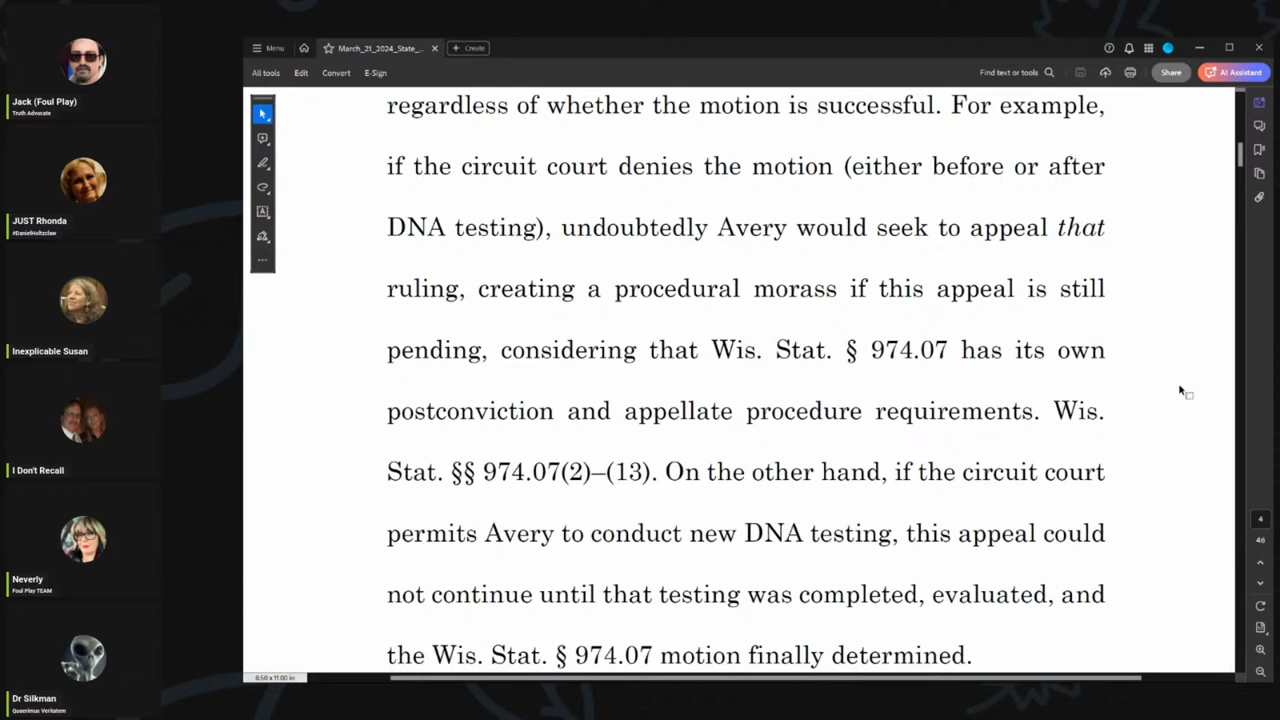 Jack (Foul Play)
Truth Advocate
JUST Rhonda
#DanielHoltzclaw
Inexplicable Susan
I Don't Recall
Neverly
Foul Play TEAM
Dr Silkman
Quaerimus Veritatem
Menu
March_21_2024_State_...
Create
All tools
Edit
Convert
E-Sign
Find text or tools
Share
AI Assistant
regardless of whether the motion is successful. For example,
if the circuit court denies the motion (either before or after
DNA testing), undoubtedly Avery would seek to appeal that
ruling, creating a procedural morass if this appeal is still
pending, considering that Wis. Stat. § 974.07 has its own
postconviction and appellate procedure requirements. Wis.
Stat. §§ 974.07(2)–(13). On the other hand, if the circuit court
permits Avery to conduct new DNA testing, this appeal could
not continue until that testing was completed, evaluated, and
the Wis. Stat. § 974.07 motion finally determined.
4
46
8.50 x 11.00 in